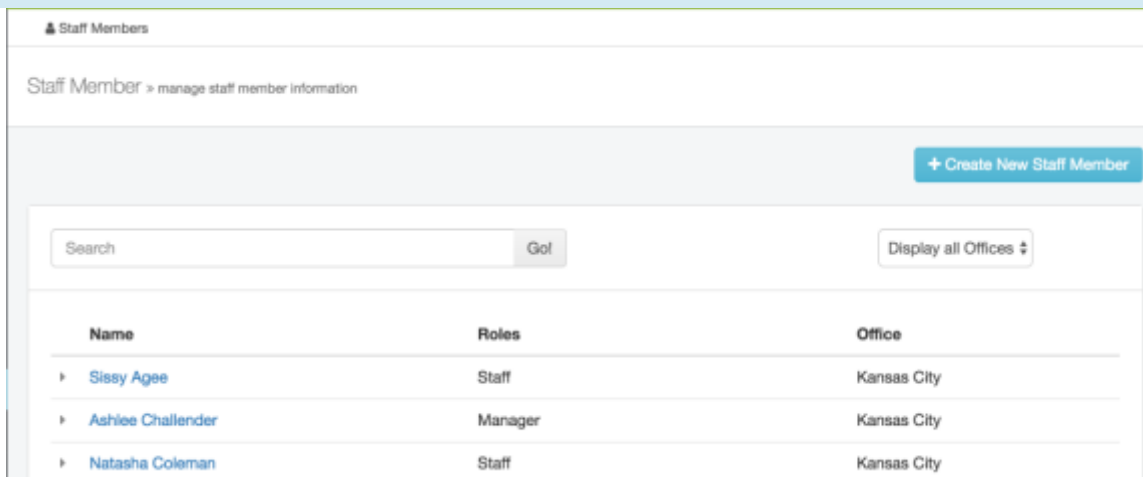 Staff Members
Staff Member » manage staff member information
+ Create New Staff Member
Search Go! Display all Offices
Name Roles Office
Sissy Agee Staff Kansas City
Ashlee Challender Manager Kansas City
Natasha Coleman Staff Kansas City